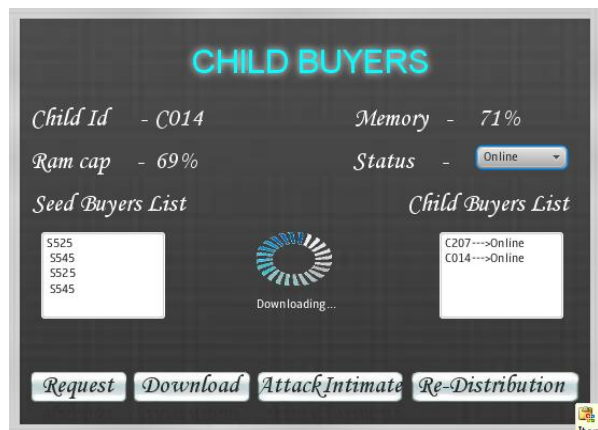 CHILD BUYERS
Child Id - C014
Memory - 71%
Ram cap - 69%
Status - Online
Seed Buyers List
Child Buyers List
S525
S545
S525
S545
Downloading...
C207--->Online
C014--->Online
Request
Download
AttackIntimate
Re-Distribution